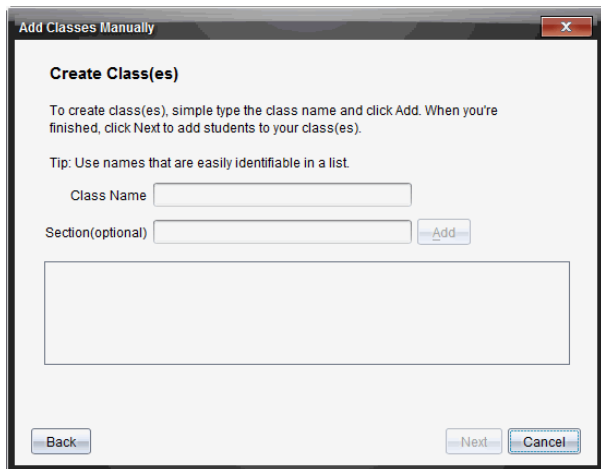 Add Classes Manually
Create Class(es)
To create class(es), simple type the class name and click Add. When you're
finished, click Next to add students to your class(es).
Tip: Use names that are easily identifiable in a list.
Class Name
Section(optional)
Add
Back
Next
Cancel